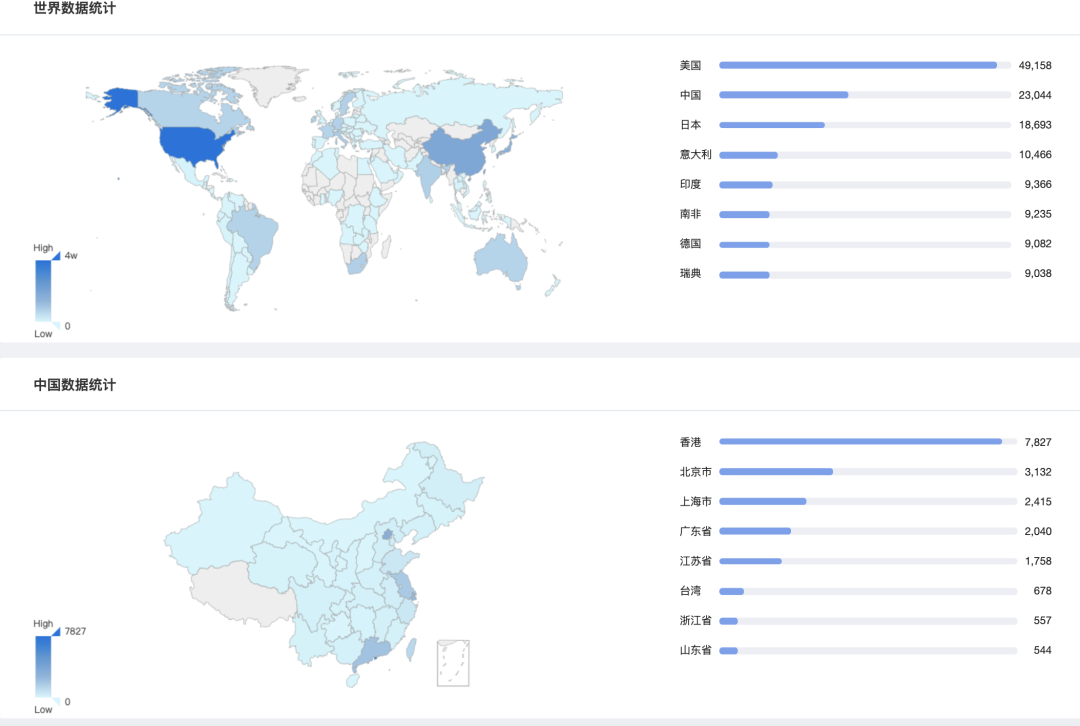 世界数据统计
美国 49,158
中国 23,044
日本 18,693
意大利 10,466
印度 9,366
南非 9,235
德国 9,082
瑞典 9,038
High
4w
0
Low
中国数据统计
香港 7,827
北京市 3,132
上海市 2,415
广东省 2,040
江苏省 1,758
台湾 678
浙江省 557
山东省 544
High
7827
0
Low